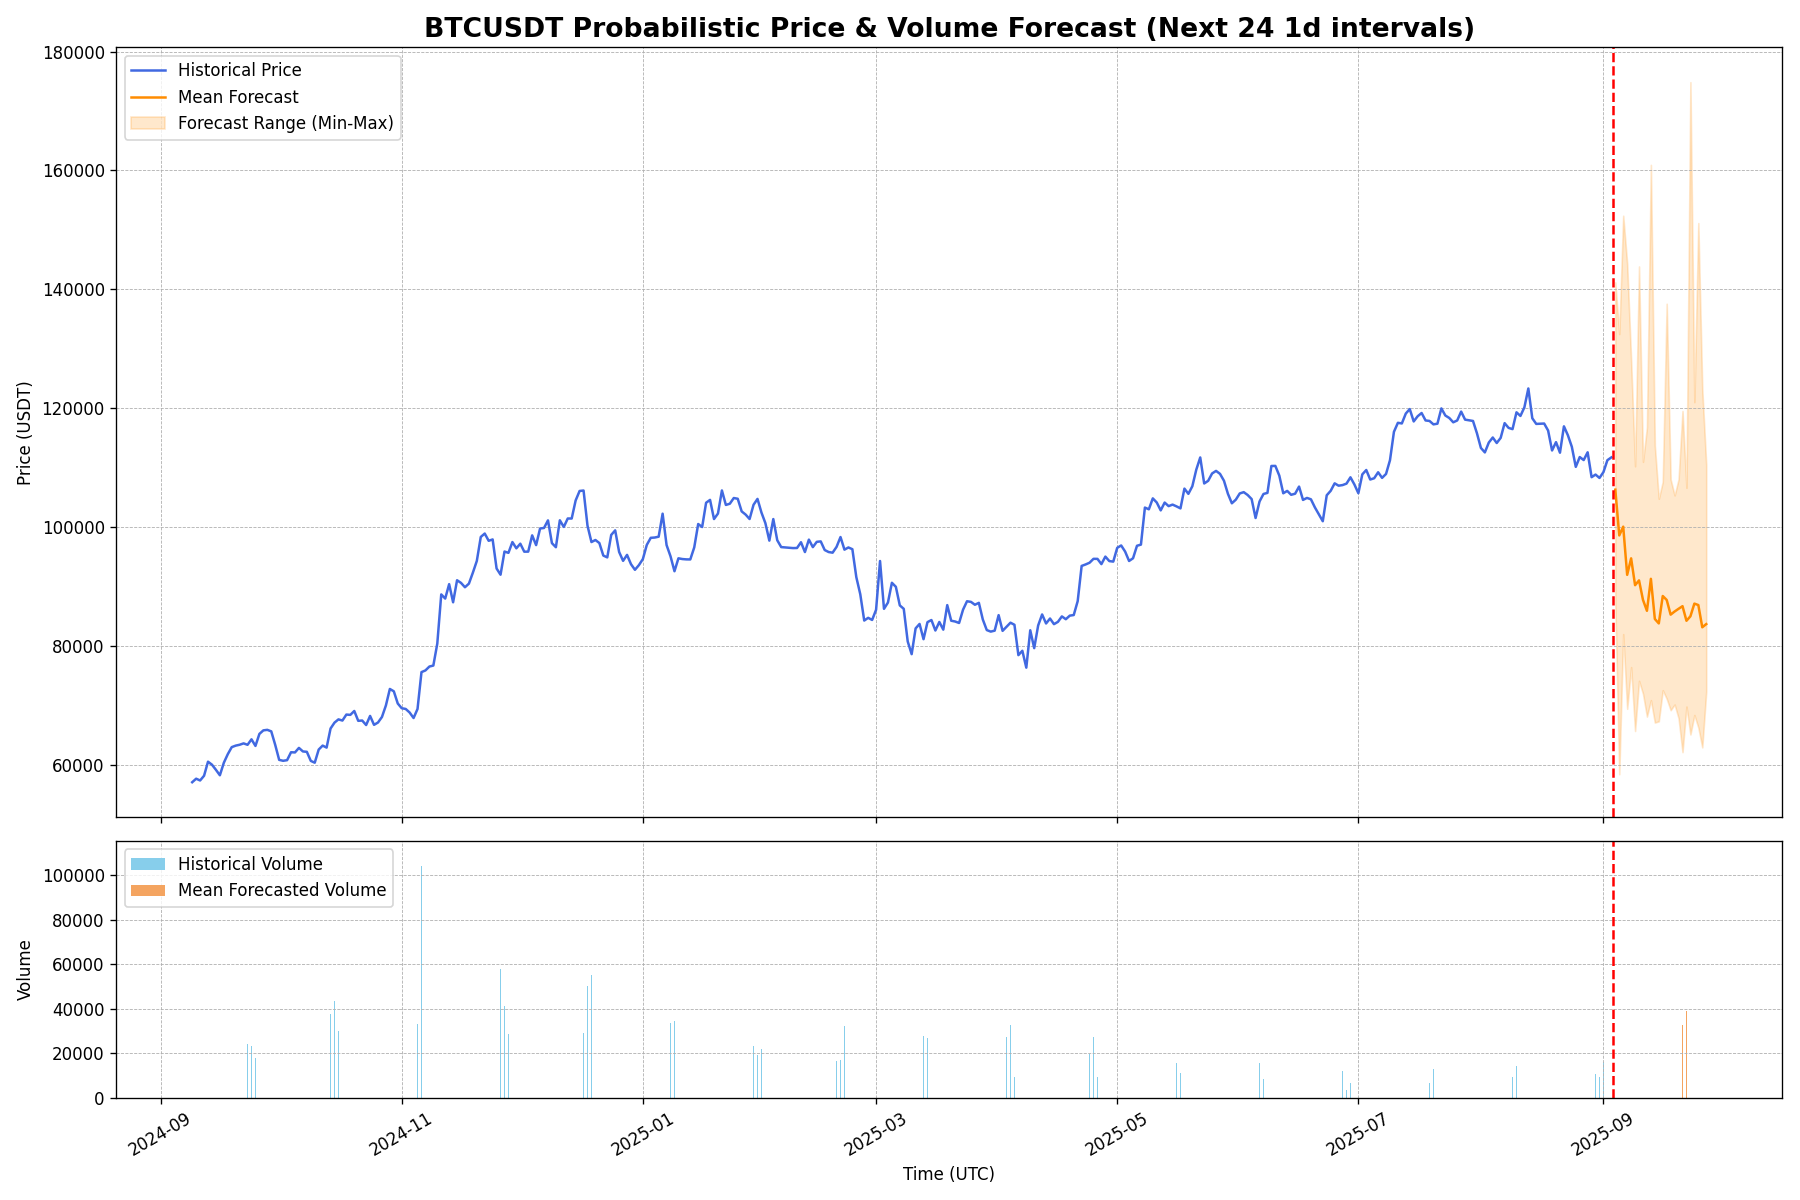 BTCUSDT Probabilistic Price & Volume Forecast (Next 24 1d intervals)
Historical Price
Mean Forecast
Forecast Range (Min-Max)
Price (USDT)
180000
160000
140000
120000
100000
80000
60000
Historical Volume
Mean Forecasted Volume
Volume
100000
80000
60000
40000
20000
0
2024-09
2024-11
2025-01
2025-03
2025-05
2025-07
2025-09
Time (UTC)